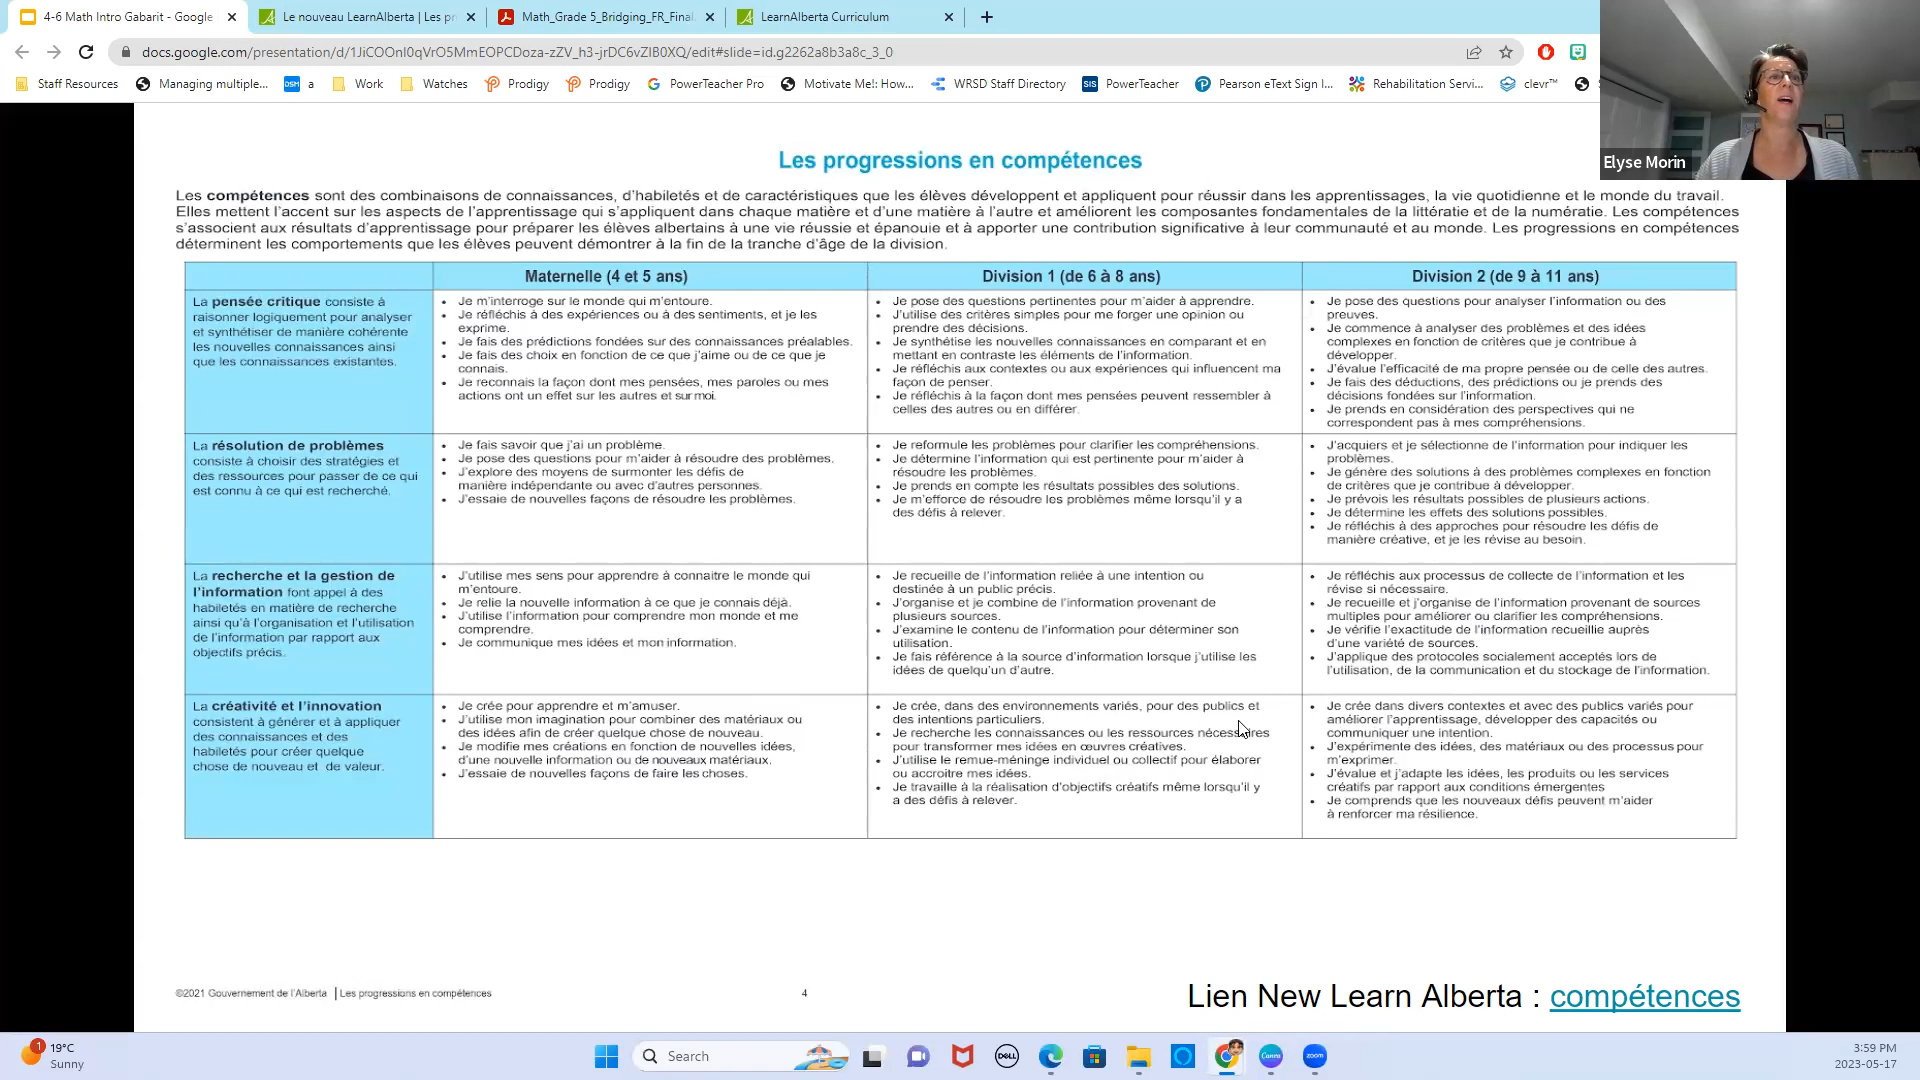 4-6 Math Intro Gabarit - Google
Le nouveau LearnAlberta | Les pr
Math_Grade 5_Bridging_FR_Final.
LearnAlberta Curriculum
docs.google.com/presentation/d/1JiCOOnI0qVrO5MmEOPCDoza-zZV_h3-jrDC6vZIB0XQ/edit#slide=id.g2262a8b3a8c_3_0
Staff Resources
Managing multiple...
DSM a
Work
Watches
Prodigy
Prodigy
PowerTeacher Pro
Motivate Me!: How...
WRSD Staff Directory
SIS PowerTeacher
Pearson eText Sign I...
Rehabilitation Servi...
clevr™
Elyse Morin
Les progressions en compétences
Les compétences sont des combinaisons de connaissances, d'habiletés et de caractéristiques que les élèves développent et appliquent pour réussir dans les apprentissages, la vie quotidienne et le monde du travail.
Elles mettent l'accent sur les aspects de l'apprentissage qui s'appliquent dans chaque matière et d'une matière à l'autre et améliorent les composantes fondamentales de la littératie et de la numératie. Les compétences
s'associent aux résultats d'apprentissage pour préparer les élèves albertains à une vie réussie et épanouie et à apporter une contribution significative à leur communauté et au monde. Les progressions en compétences
déterminent les comportements que les élèves peuvent démontrer à la fin de la tranche d'âge de la division.
Maternelle (4 et 5 ans)
Division 1 (de 6 à 8 ans)
Division 2 (de 9 à 11 ans)
La pensée critique consiste à
raisonner logiquement pour analyser
et synthétiser de manière cohérente
les nouvelles connaissances ainsi
que les connaissances existantes.
• Je m'interroge sur le monde qui m'entoure.
• Je réfléchis à des expériences ou à des sentiments, et je les
exprime.
• Je fais des prédictions fondées sur des connaissances préalables.
• Je fais des choix en fonction de ce que j'aime ou de ce que je
connais.
• Je reconnais la façon dont mes pensées, mes paroles ou mes
actions ont un effet sur les autres et sur moi.
• Je pose des questions pertinentes pour m'aider à apprendre.
• J'utilise des critères simples pour me forger une opinion ou
prendre des décisions.
• Je synthétise les nouvelles connaissances en comparant et en
mettant en contraste les éléments de l'information.
• Je réfléchis aux contextes ou aux expériences qui influencent ma
façon de penser.
• Je réfléchis à la façon dont mes pensées peuvent ressembler à
celles des autres ou en différer.
• Je pose des questions pour analyser l'information ou des
preuves.
• Je commence à analyser des problèmes et des idées
complexes en fonction de critères que je contribue à
développer.
• J'évalue l'efficacité de ma propre pensée ou de celle des autres.
• Je fais des déductions, des prédictions ou je prends des
décisions fondées sur l'information.
• Je prends en considération des perspectives qui ne
correspondent pas à mes compréhensions.
La résolution de problèmes
consiste à choisir des stratégies et
des ressources pour passer de ce qui
est connu à ce qui est recherché.
• Je fais savoir que j'ai un problème.
• Je pose des questions pour m'aider à résoudre des problèmes.
• J'explore des moyens de surmonter les défis de
manière indépendante ou avec d'autres personnes.
• J'essaie de nouvelles façons de résoudre les problèmes.
• Je reformule les problèmes pour clarifier les compréhensions.
• Je détermine l'information qui est pertinente pour m'aider à
résoudre les problèmes.
• Je prends en compte les résultats possibles des solutions.
• Je m'efforce de résoudre les problèmes même lorsqu'il y a
des défis à relever.
• J'acquiers et je sélectionne de l'information pour indiquer les
problèmes.
• Je génère des solutions à des problèmes complexes en fonction
de critères que je contribue à développer.
• Je prévois les résultats possibles de plusieurs actions.
• Je détermine les effets des solutions possibles.
• Je réfléchis à des approches pour résoudre les défis de
manière créative, et je les révise au besoin.
La recherche et la gestion de
l'information font appel à des
habiletés en matière de recherche
ainsi qu'à l'organisation et l'utilisation
de l'information par rapport aux
objectifs précis.
• J'utilise mes sens pour apprendre à connaitre le monde qui
m'entoure.
• Je relie la nouvelle information à ce que je connais déjà.
• J'utilise l'information pour comprendre mon monde et me
comprendre.
• Je communique mes idées et mon information.
• Je recueille de l'information reliée à une intention ou
destinée à un public précis.
• J'organise et je combine de l'information provenant de
plusieurs sources.
• J'examine le contenu de l'information pour déterminer son
utilisation.
• Je fais référence à la source d'information lorsque j'utilise les
idées de quelqu'un d'autre.
• Je réfléchis aux processus de collecte de l'information et les
révise si nécessaire.
• Je recueille et j'organise de l'information provenant de sources
multiples pour améliorer ou clarifier les compréhensions.
• Je vérifie l'exactitude de l'information recueillie auprès
d'une variété de sources.
• J'applique des protocoles socialement acceptés lors de
l'utilisation, de la communication et du stockage de l'information.
La créativité et l'innovation
consistent à générer et à appliquer
des connaissances et des
habiletés pour créer quelque
chose de nouveau et de valeur.
• Je crée pour apprendre et m'amuser.
• J'utilise mon imagination pour combiner des matériaux ou
des idées afin de créer quelque chose de nouveau.
• Je modifie mes créations en fonction de nouvelles idées,
d'une nouvelle information ou de nouveaux matériaux.
• J'essaie de nouvelles façons de faire les choses.
• Je crée, dans des environnements variés, pour des publics et
des intentions particuliers.
• Je recherche les connaissances ou les ressources nécessaires
pour transformer mes idées en œuvres créatives.
• J'utilise le remue-méninge individuel ou collectif pour élaborer
ou accroitre mes idées.
• Je travaille à la réalisation d'objectifs créatifs même lorsqu'il y
a des défis à relever.
• Je crée dans divers contextes et avec des publics variés pour
améliorer l'apprentissage, développer des capacités ou
communiquer une intention.
• J'expérimente des idées, des matériaux ou des processus pour
m'exprimer.
• J'évalue et j'adapte les idées, les produits ou les services
créatifs par rapport aux conditions émergentes
• Je comprends que les nouveaux défis peuvent m'aider
à renforcer ma résilience.
©2021 Gouvernement de l'Alberta | Les progressions en compétences
4
Lien New Learn Alberta : compétences
1
19°C
Sunny
Search
DELL
Canva
zoom
3:59 PM
2023-05-17